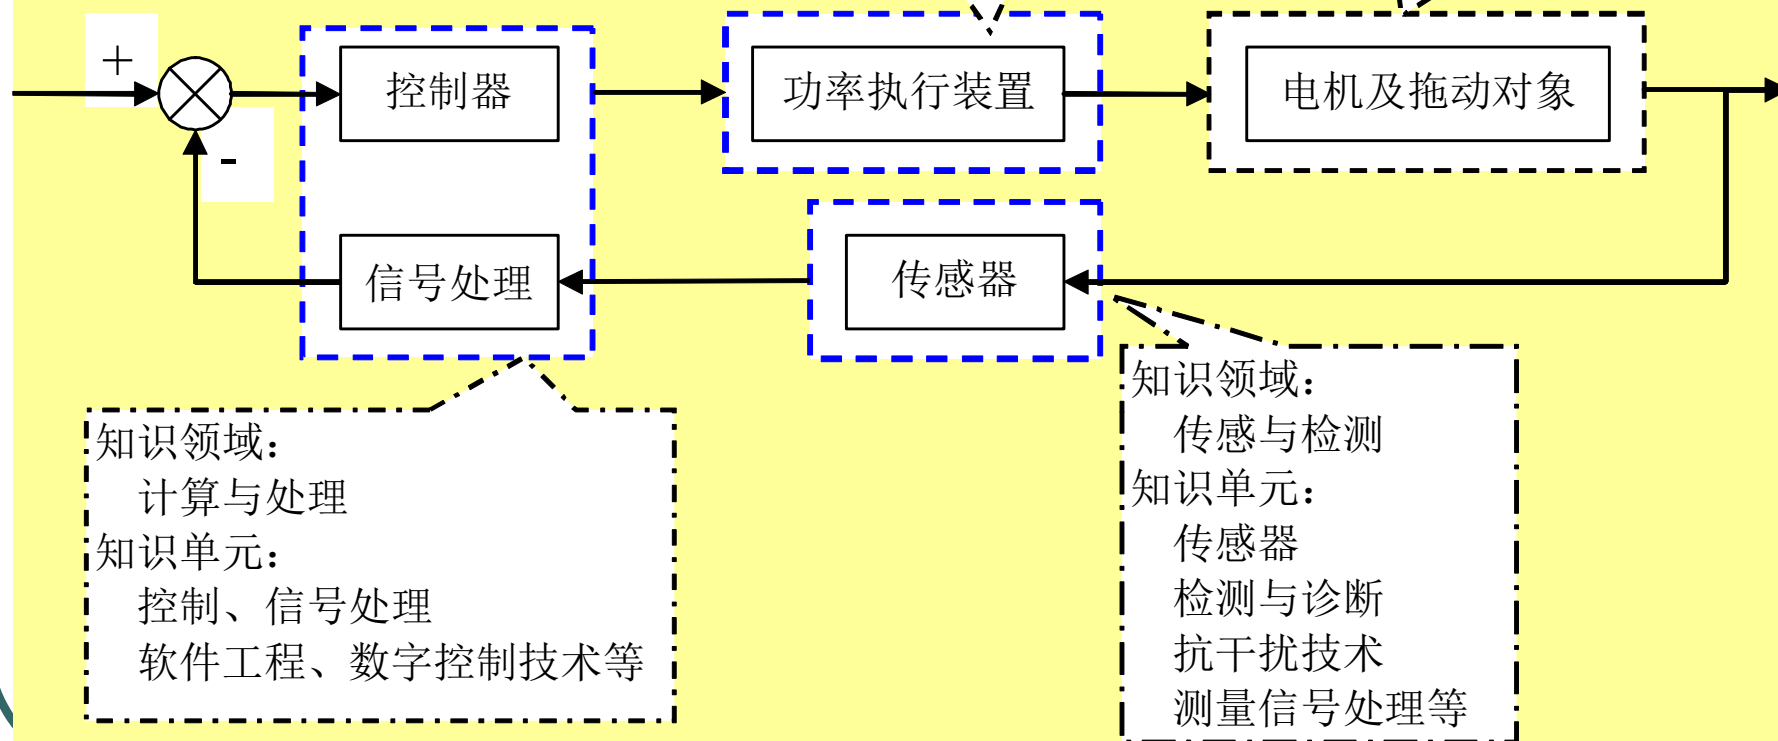 +
控制器
功率执行装置
电机及拖动对象
-
信号处理
传感器
知识领域：
计算与处理
知识单元：
控制、信号处理
软件工程、数字控制技术等
知识领域：
传感与检测
知识单元：
传感器
检测与诊断
抗干扰技术
测量信号处理等